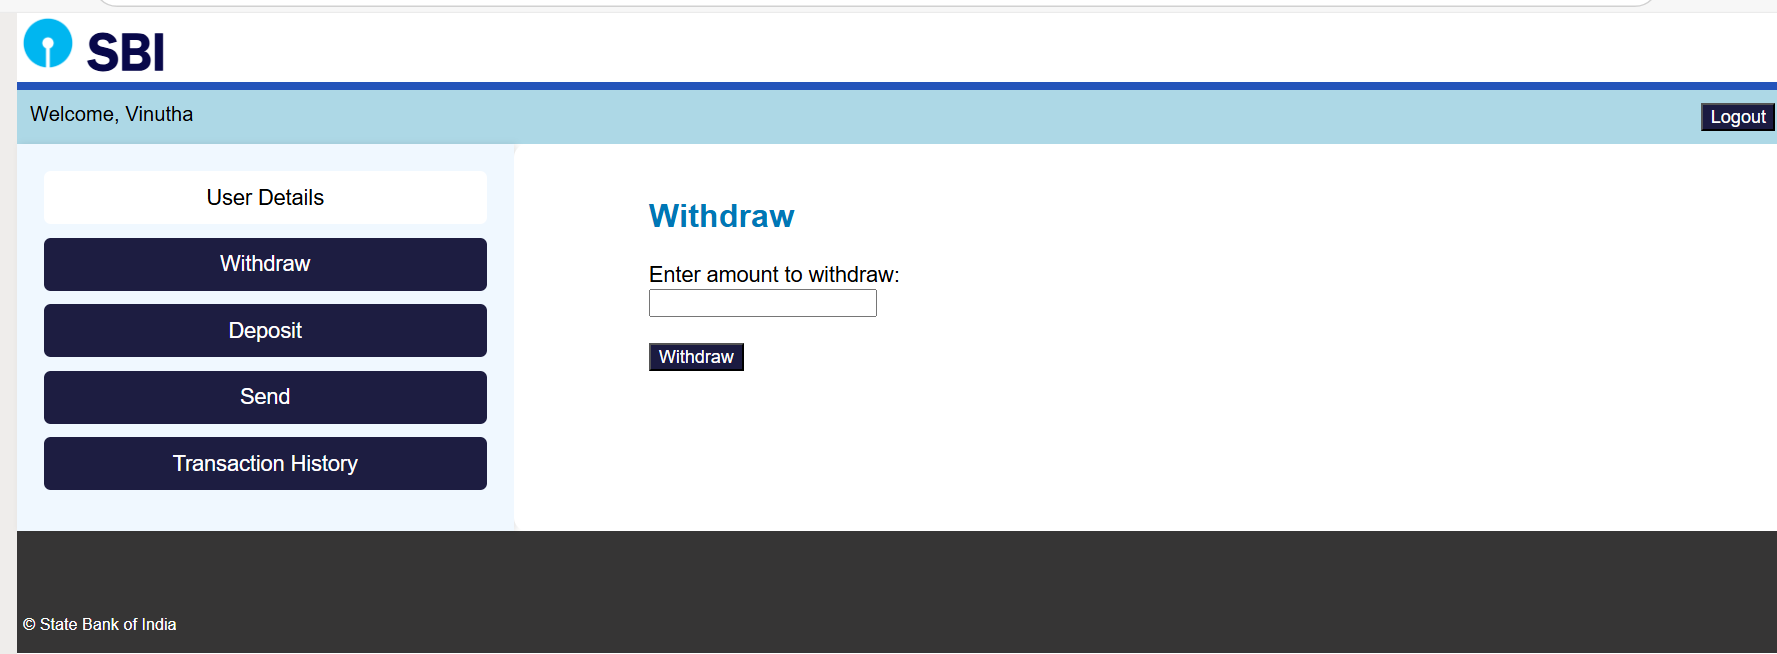 SBI
Welcome, Vinutha
Logout
User Details
Withdraw
Deposit
Send
Transaction History
Withdraw
Enter amount to withdraw:
Withdraw
© State Bank of India